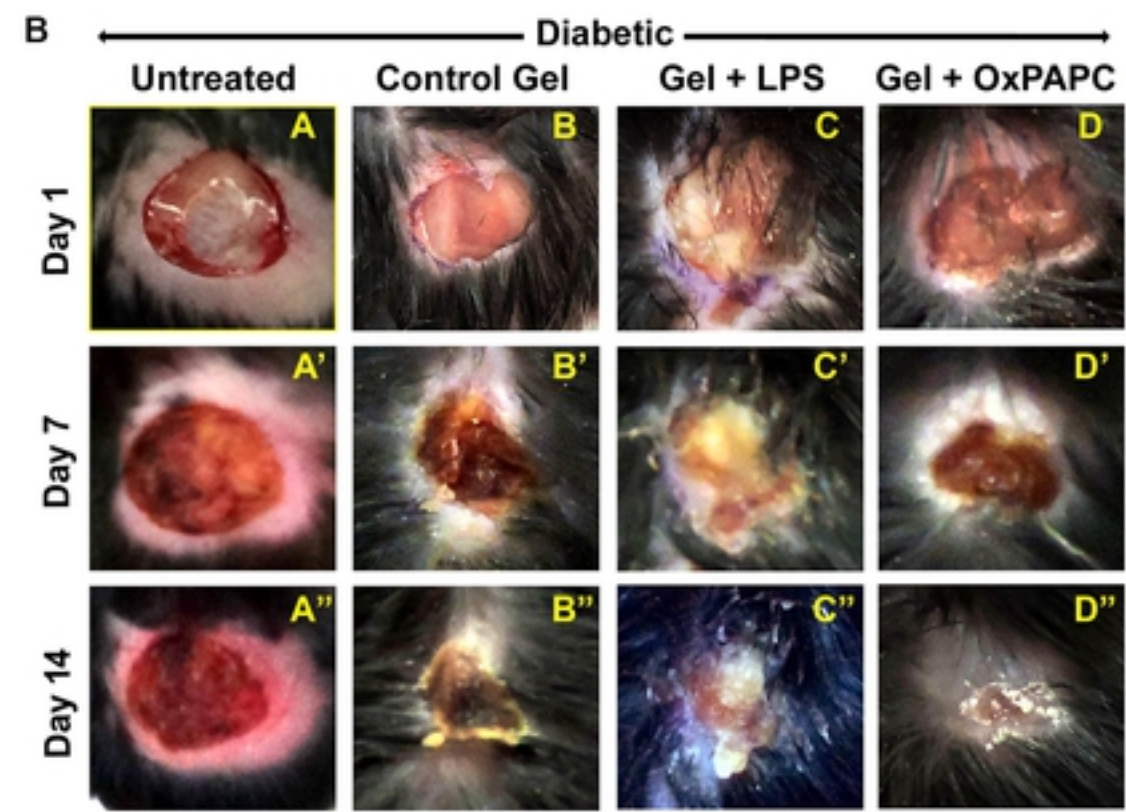 B
Diabetic
Untreated Control Gel Gel + LPS Gel + OxPAPC
Day 1
A B C D
Day 7
A’ B’ C’ D’
Day 14
A” B” C” D”